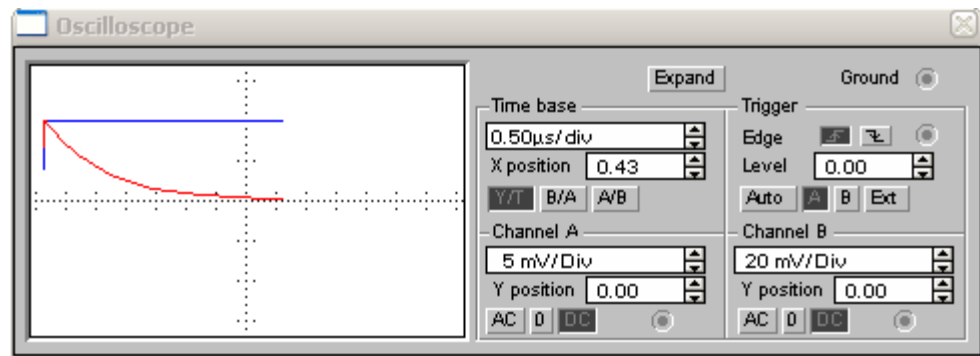 Oscilloscope
Expand
Ground
Time base
0.50µs/div
X position 0.43
Y/T B/A A/B
Trigger
Edge
Level 0.00
Auto A B Ext
Channel A
5 mV/Div
Y position 0.00
AC 0 DC
Channel B
20 mV/Div
Y position 0.00
AC 0 DC